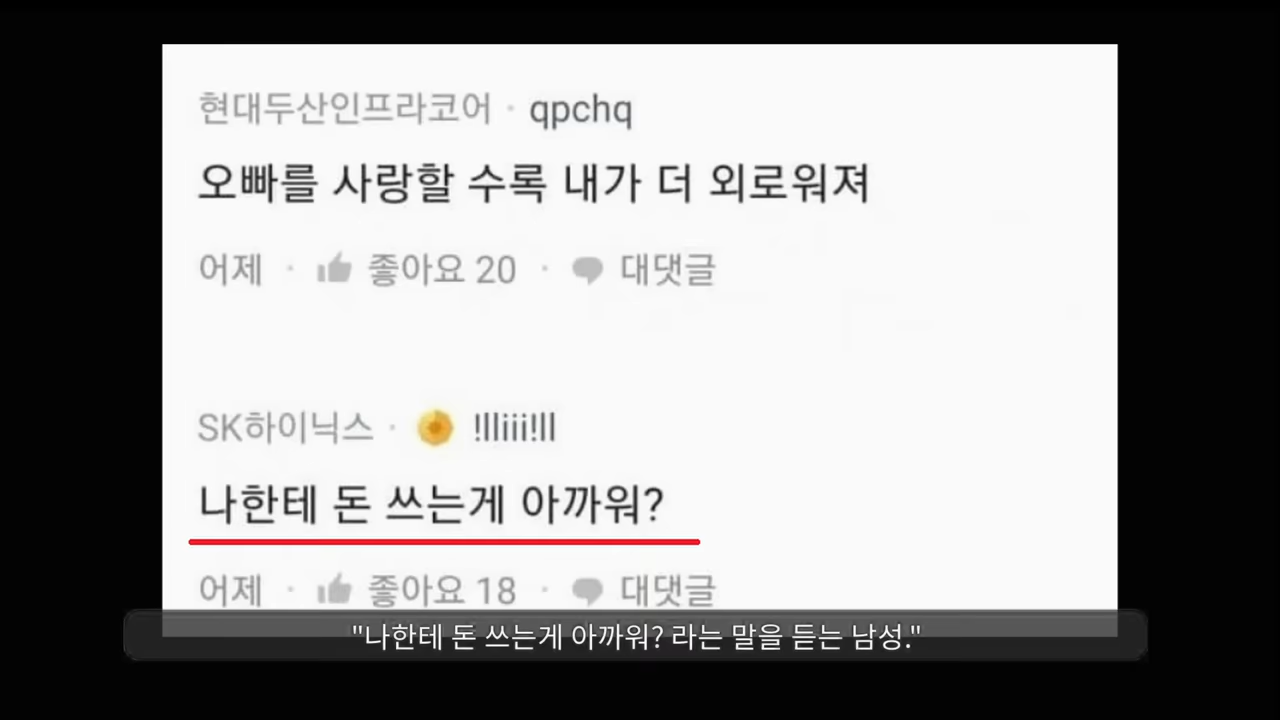 현대두산인프라코어 · qpchq
오빠를 사랑할 수록 내가 더 외로워져
어제 · 좋아요 20 · 대댓글
SK하이닉스 · !lliii!ll
나한테 돈 쓰는게 아까워?
어제 · 좋아요 18 · 대댓글
"나한테 돈 쓰는게 아까워? 라는 말을 듣는 남성."